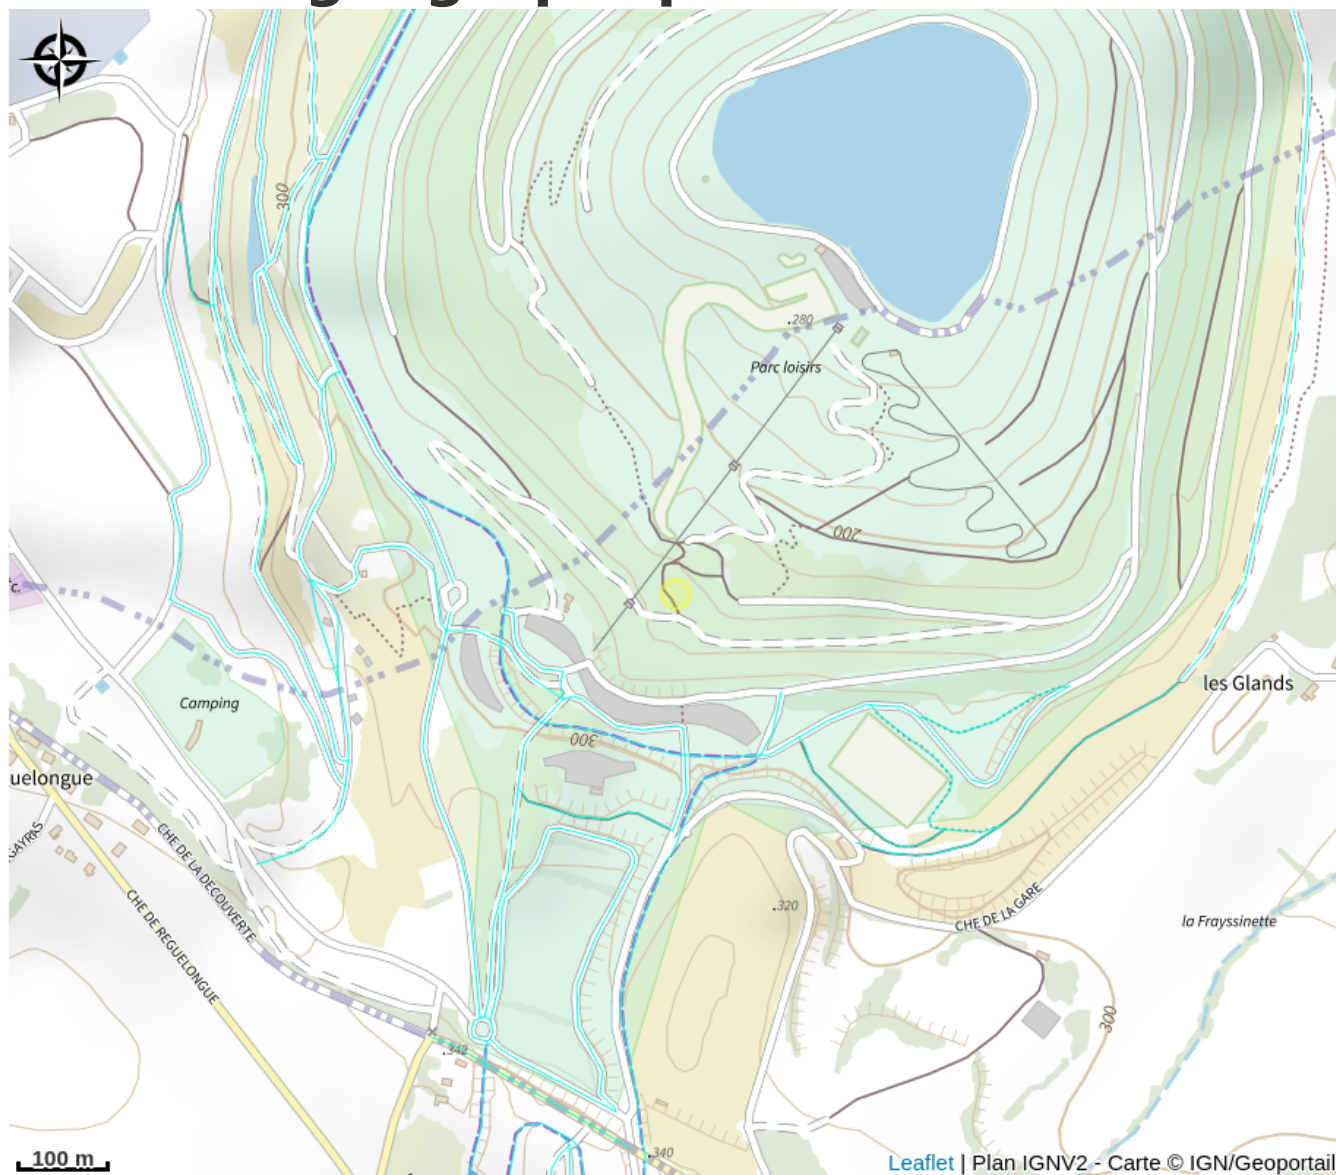 300
.280
Parc loisirs
200
c.
Camping
les Glands
300
uelongue
GAYRAS
CHE DE LA DECOUVERTE
CHE DE REGUELONGUE
.320
CHE DE LA GARE
la Frayssinette
300
.342
.340
100 m
Leaflet | Plan IGNV2 - Carte © IGN/Geoportail